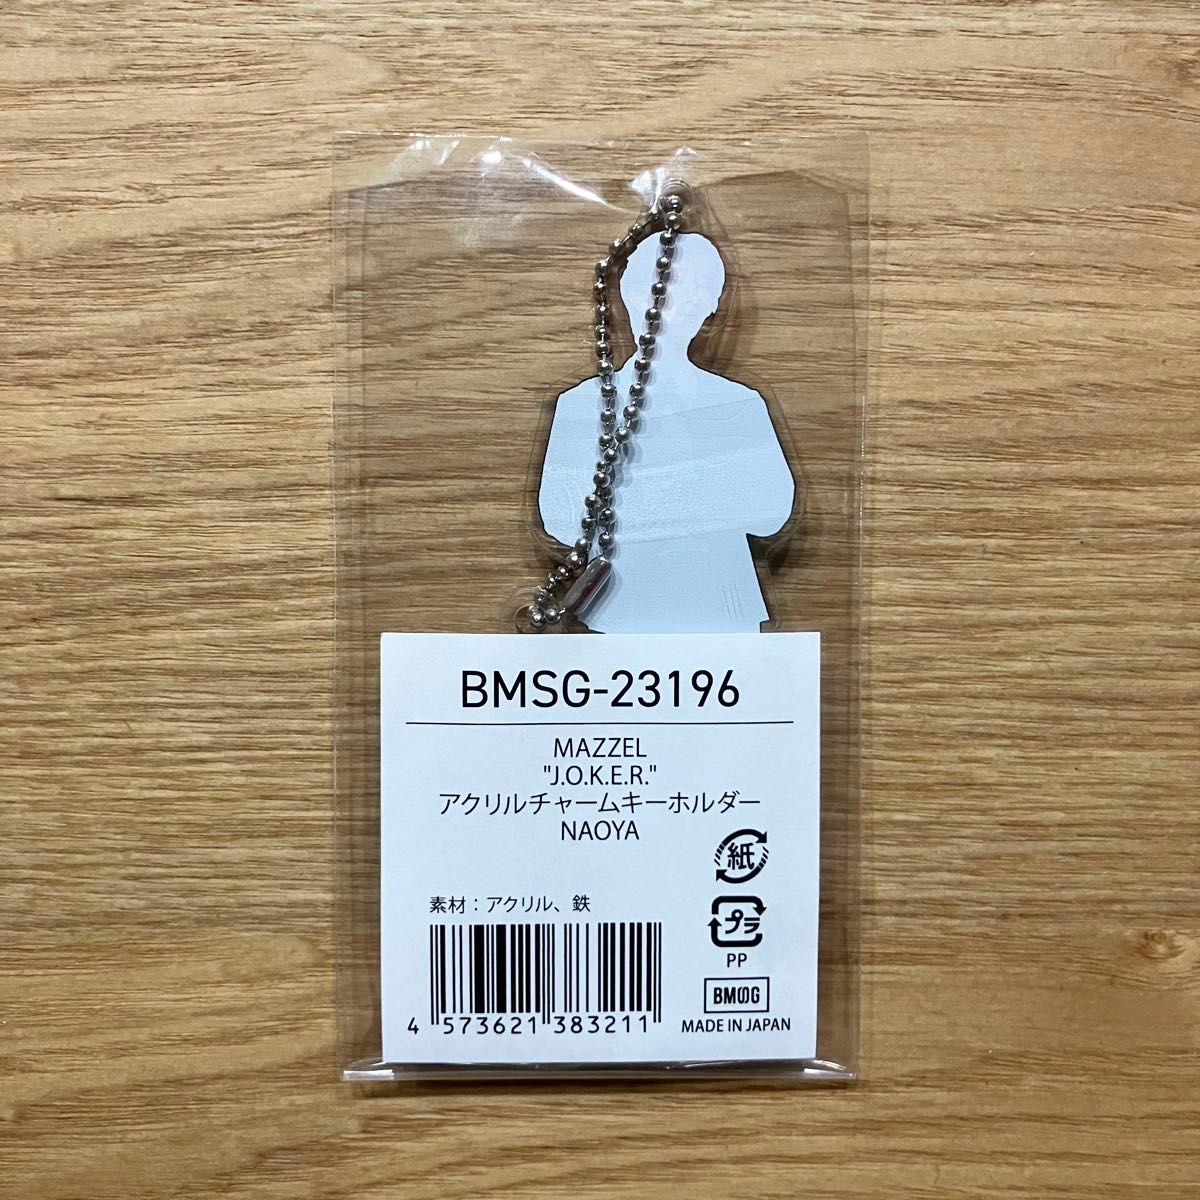 BMSG-23196
MAZZEL
"J.O.K.E.R."
アクリルチャームキーホルダー
NAOYA
紙
素材：アクリル、鉄
プラ
PP
BMSG
4 573621 383211
MADE IN JAPAN